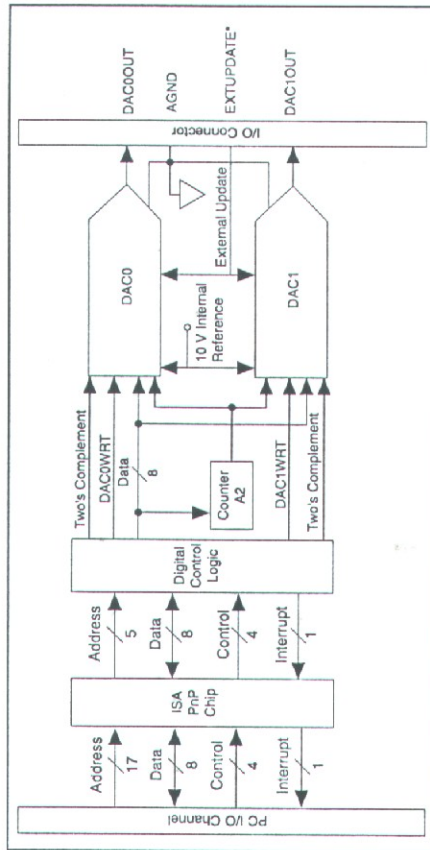 PC I/O Channel
Address
17
Data
8
Control
4
Interrupt
1
ISA
PnP
Chip
Address
5
Data
8
Control
4
Interrupt
1
Digital
Control
Logic
Two's Complement
DAC0WRT
Data
8
Counter
A2
DAC1WRT
Two's Complement
DAC0
10 V Internal
Reference
External Update
DAC1
I/O Connector
DAC0OUT
AGND
EXTUPDATE*
DAC1OUT